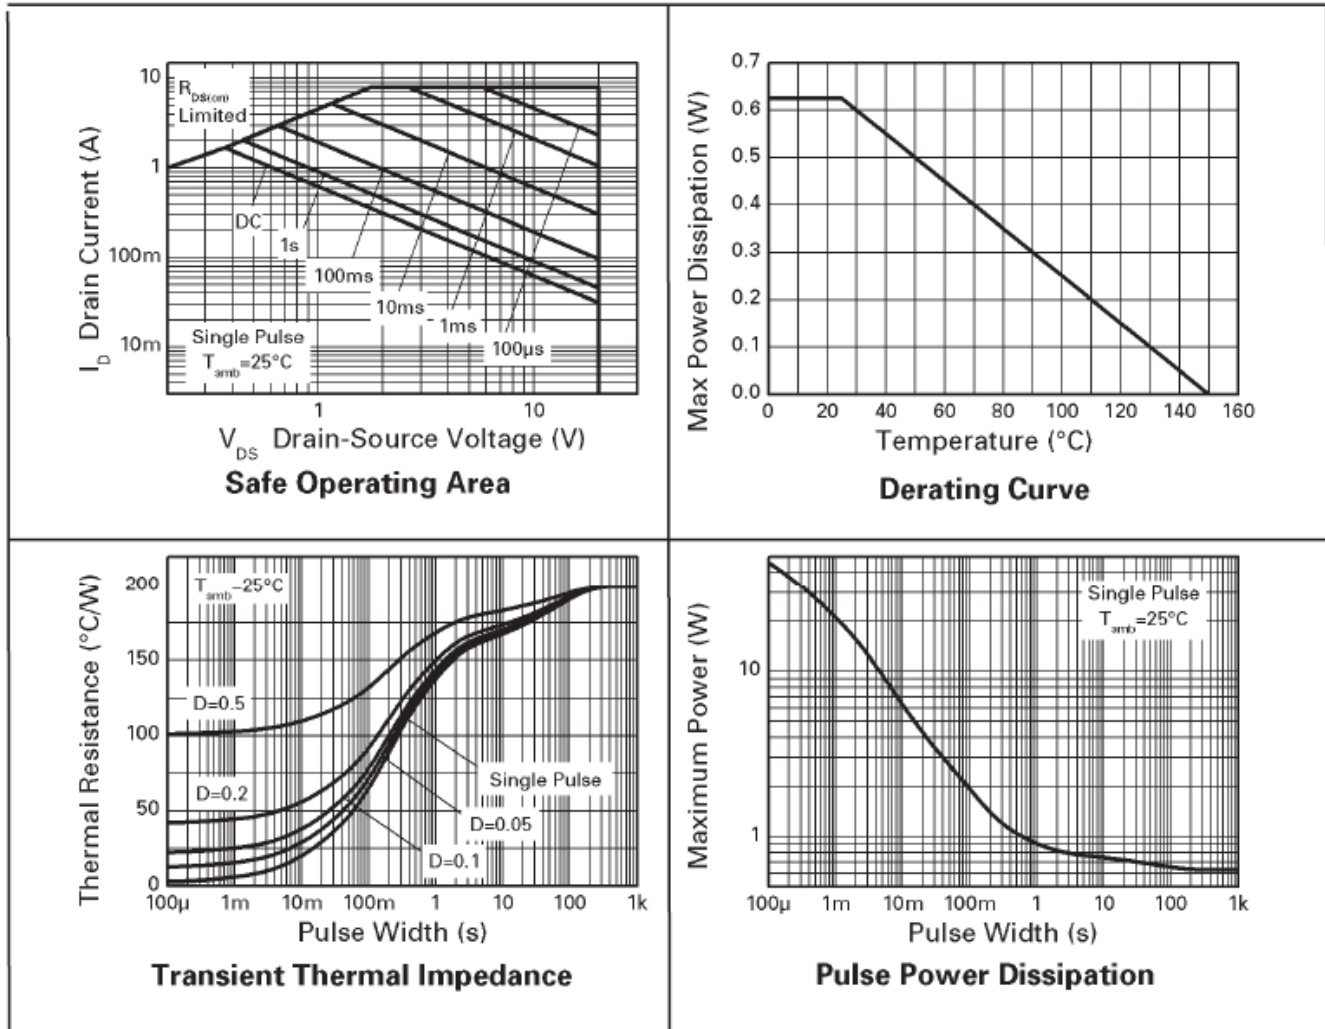 10
R_DS(on)
Limited
1
100m
10m
DC
1s
100ms
10ms
1ms
100µs
Single Pulse
T_amb=25°C
1 10
I_D Drain Current (A)
V_DS Drain-Source Voltage (V)
Safe Operating Area
0.7
0.6
0.5
0.4
0.3
0.2
0.1
0.0
0 20 40 60 80 100 120 140 160
Max Power Dissipation (W)
Temperature (°C)
Derating Curve
200
150
100
50
0
T_amb=25°C
D=0.5
D=0.2
Single Pulse
D=0.05
D=0.1
100µ 1m 10m 100m 1 10 100 1k
Thermal Resistance (°C/W)
Pulse Width (s)
Transient Thermal Impedance
Single Pulse
T_amb=25°C
10
1
100µ 1m 10m 100m 1 10 100 1k
Maximum Power (W)
Pulse Width (s)
Pulse Power Dissipation